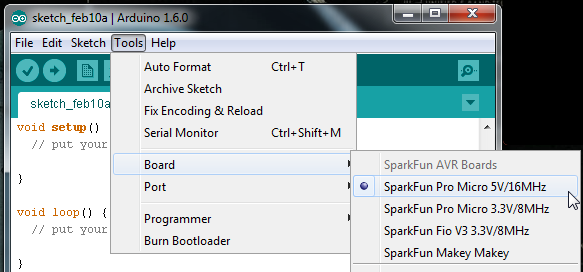 sketch_feb10a | Arduino 1.6.0
File Edit Sketch Tools Help
Auto Format Ctrl+T
Archive Sketch
Fix Encoding & Reload
Serial Monitor Ctrl+Shift+M
Board
Port
Programmer
Burn Bootloader
SparkFun AVR Boards
SparkFun Pro Micro 5V/16MHz
SparkFun Pro Micro 3.3V/8MHz
SparkFun Fio V3 3.3V/8MHz
SparkFun Makey Makey
sketch_feb10a
void setup()
// put your
}
void loop() {
// put your